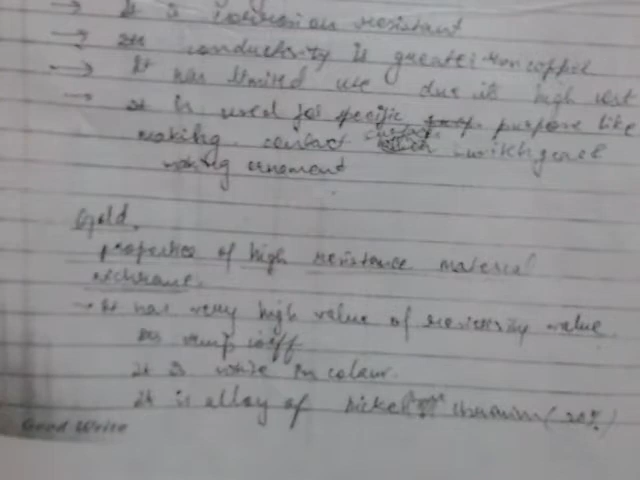 → It is corrosion resistant
→ Its conductivity is greater than copper
→ It has limited use due its high cost
→ It is used for specific purpose like
making contact switchgear
making ornament
Gold.
properties of high resistance material
nichrome.
→ It has very high value of resistivity value
temp coeff
It is white in colour.
It is alloy of nickel chromium (20%)
Good Write